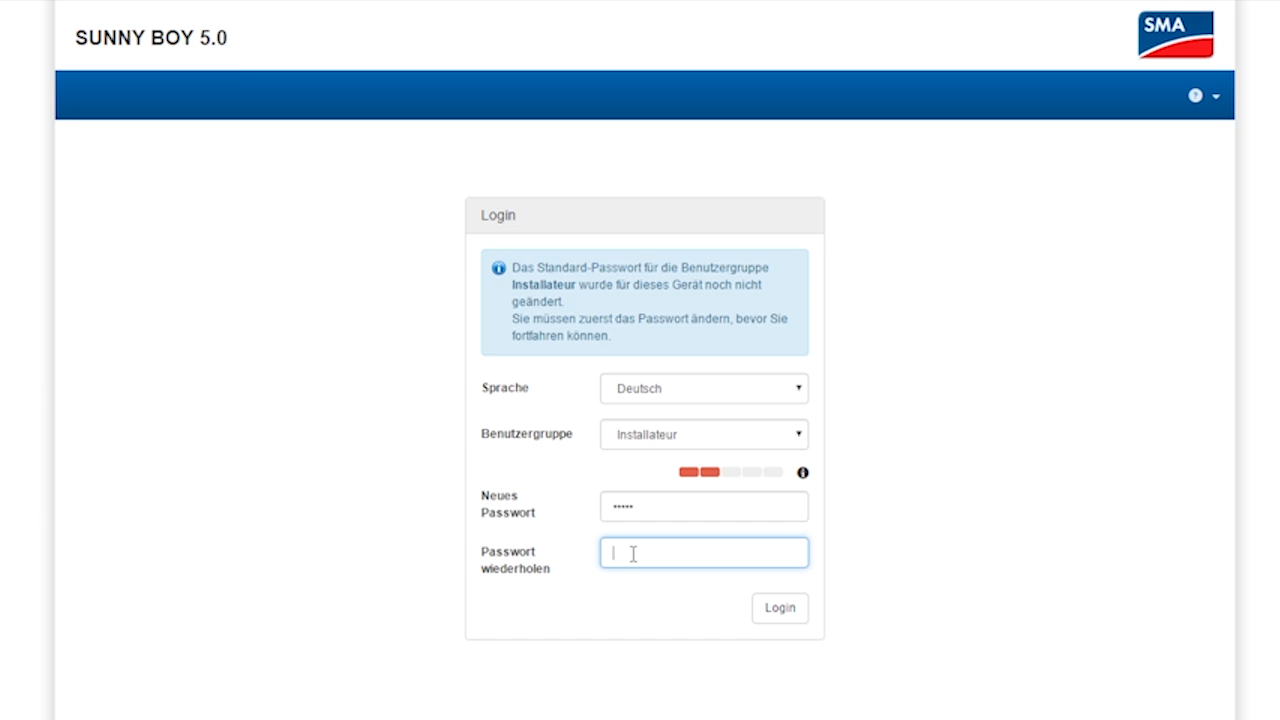 SUNNY BOY 5.0
SMA
Login
Das Standard-Passwort für die Benutzergruppe
Installateur wurde für dieses Gerät noch nicht
geändert.
Sie müssen zuerst das Passwort ändern, bevor Sie
fortfahren können.
Sprache
Deutsch
Benutzergruppe
Installateur
Neues
Passwort
•••••
Passwort
wiederholen
Login